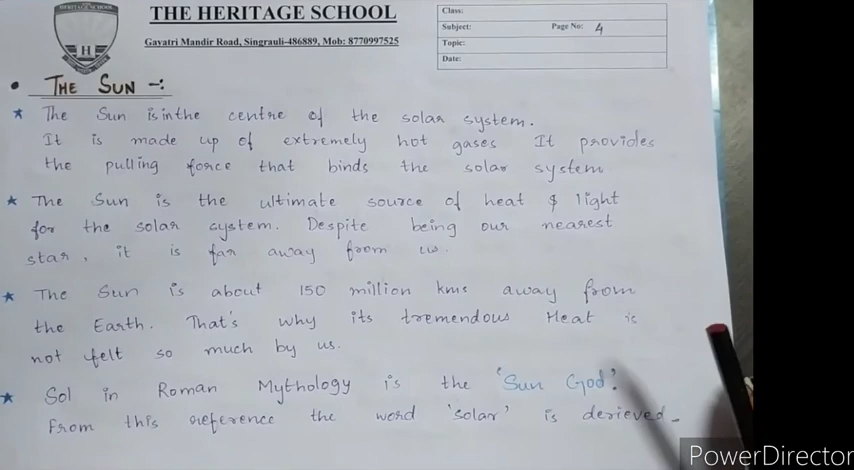 HERITAGE SCHOOL
H
THE HERITAGE SCHOOL
Gayatri Mandir Road, Singrauli-486889, Mob: 8770997525
Class:
Subject: Page No: 4
Topic:
Date:
• THE SUN -:
★ The Sun is in the centre of the solar system.
It is made up of extremely hot gases It provides
the pulling force that binds the solar system
★ The Sun is the ultimate source of heat & light
for the solar system. Despite being our nearest
star, it is far away from us.
★ The Sun is about 150 million kms away from
the Earth. That's why its tremendous Heat is
not felt so much by us.
★ Sol in Roman Mythology is the 'Sun God'.
From this reference the word 'solar' is derieved.
PowerDirector